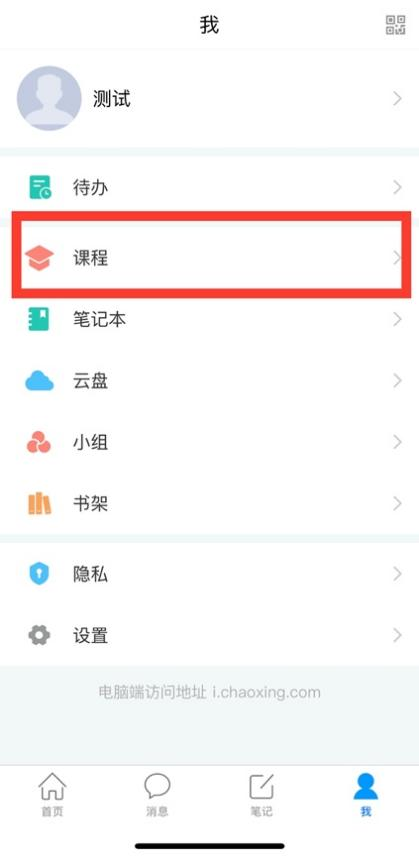 我
测试
待办
课程
笔记本
云盘
小组
书架
隐私
设置
电脑端访问地址 i.chaoxing.com
首页 消息 笔记 我